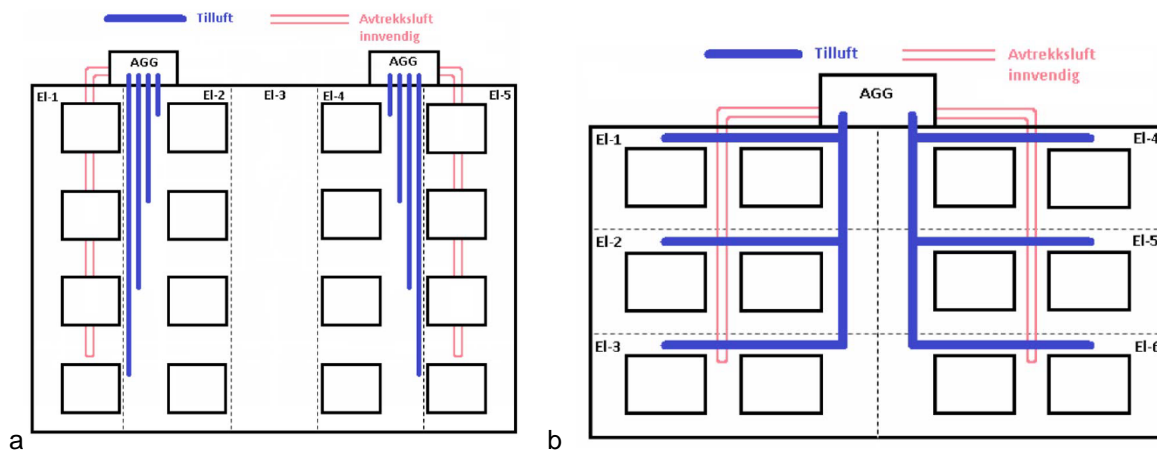 Tilluft
Avtrekksluft
innvendig
AGG
AGG
El-1
El-2
El-3
El-4
El-5
a
Tilluft
Avtrekksluft
innvendig
AGG
El-1
El-4
El-2
El-5
El-3
El-6
b